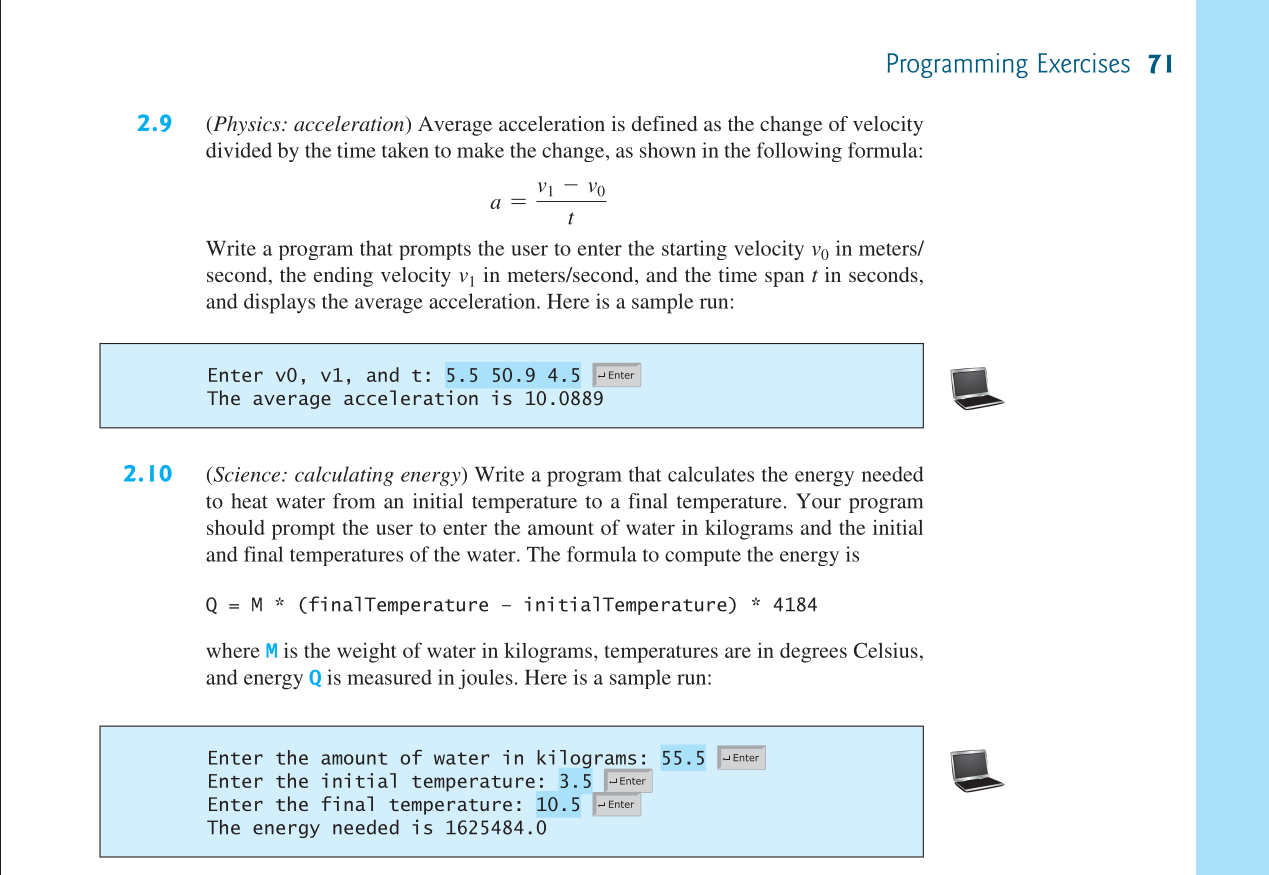 Programming Exercises 71
2.9 (Physics: acceleration) Average acceleration is defined as the change of velocity
divided by the time taken to make the change, as shown in the following formula:
a = (v₁ − v₀) / t
Write a program that prompts the user to enter the starting velocity v₀ in meters/
second, the ending velocity v₁ in meters/second, and the time span t in seconds,
and displays the average acceleration. Here is a sample run:
Enter v0, v1, and t: 5.5 50.9 4.5 ↵Enter
The average acceleration is 10.0889
2.10 (Science: calculating energy) Write a program that calculates the energy needed
to heat water from an initial temperature to a final temperature. Your program
should prompt the user to enter the amount of water in kilograms and the initial
and final temperatures of the water. The formula to compute the energy is
Q = M * (finalTemperature – initialTemperature) * 4184
where M is the weight of water in kilograms, temperatures are in degrees Celsius,
and energy Q is measured in joules. Here is a sample run:
Enter the amount of water in kilograms: 55.5 ↵Enter
Enter the initial temperature: 3.5 ↵Enter
Enter the final temperature: 10.5 ↵Enter
The energy needed is 1625484.0